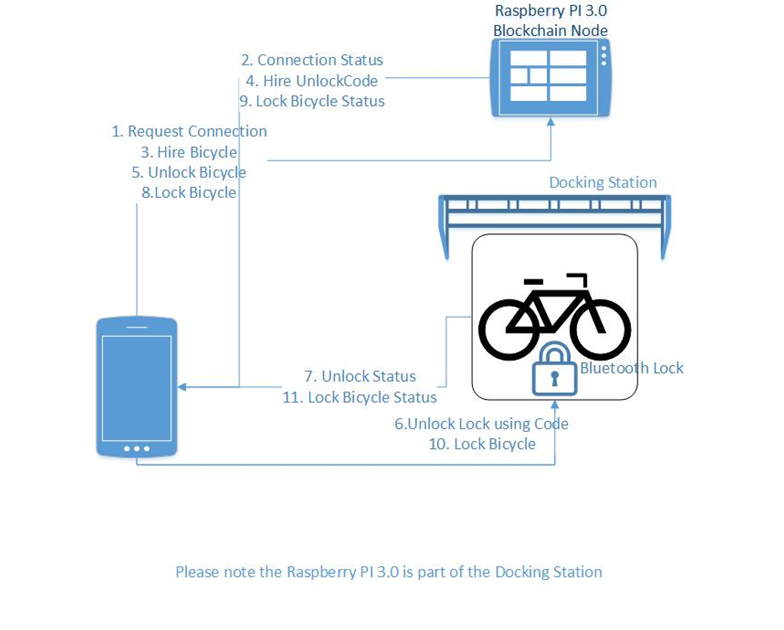 Raspberry PI 3.0
Blockchain Node
2. Connection Status
4. Hire UnlockCode
9. Lock Bicycle Status
1. Request Connection
3. Hire Bicycle
5. Unlock Bicycle
8.Lock Bicycle
Docking Station
Bluetooth Lock
7. Unlock Status
11. Lock Bicycle Status
6.Unlock Lock using Code
10. Lock Bicycle
Please note the Raspberry PI 3.0 is part of the Docking Station